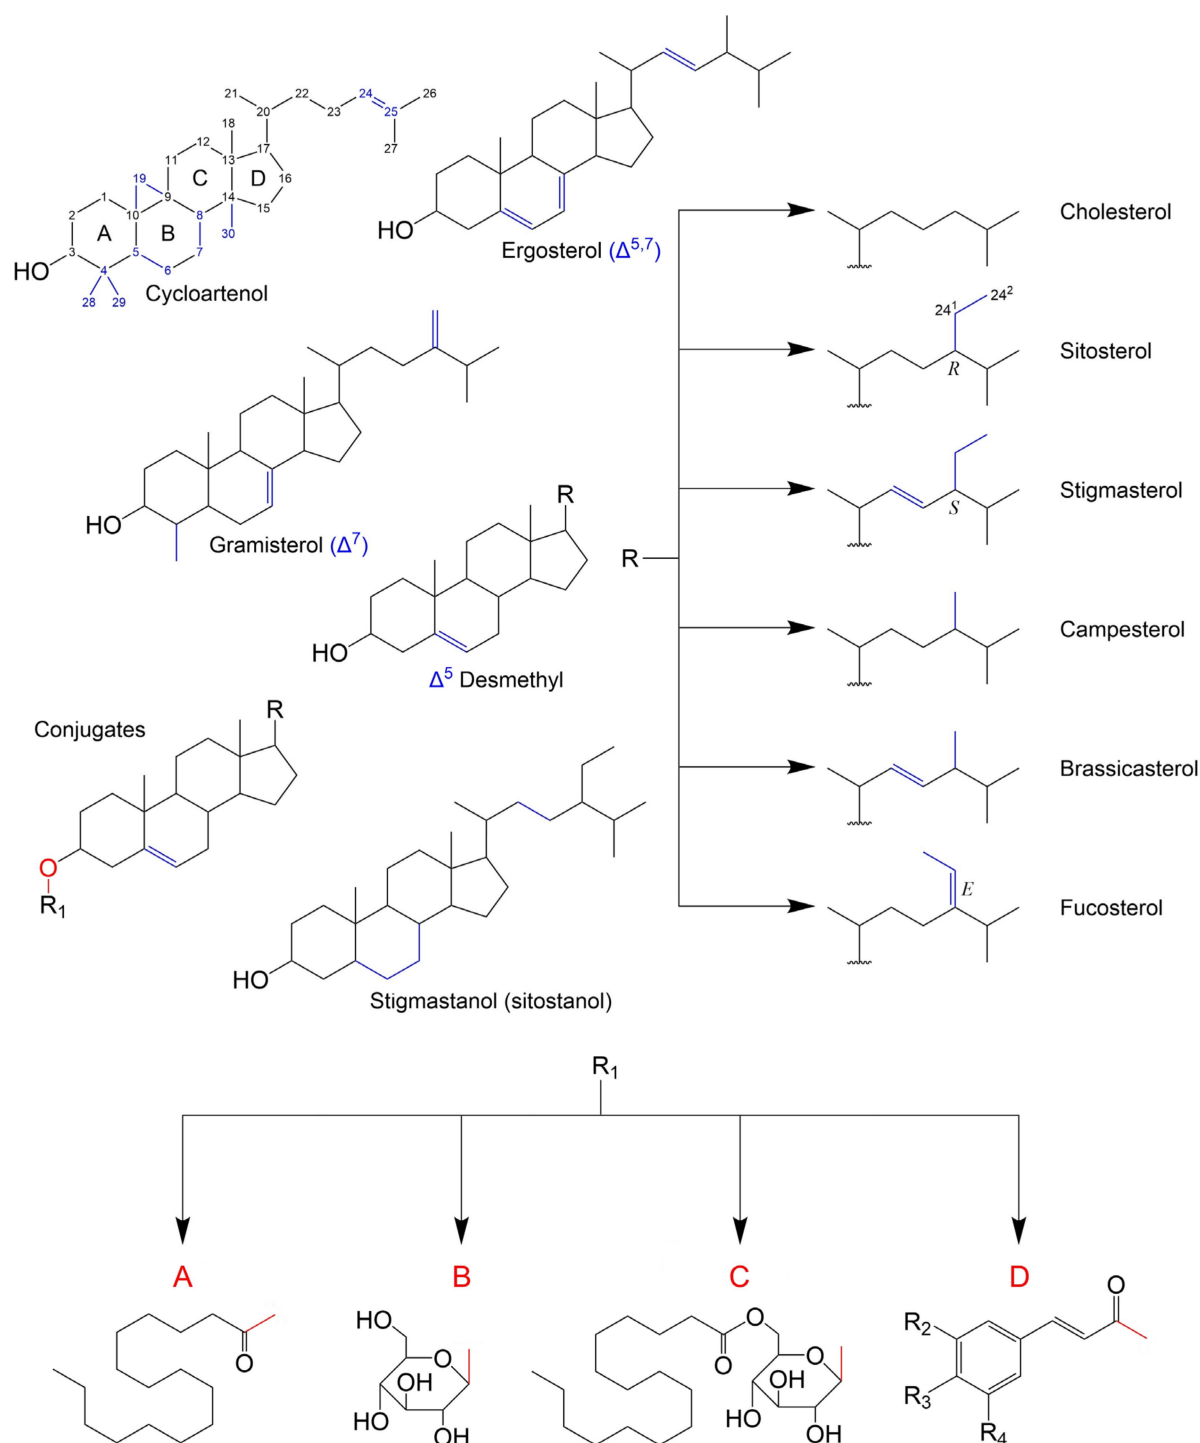 21
22
24
26
20
23
25
18
27
12
17
11
13
16
19
C
D
9
14
15
1
10
8
30
2
A
B
3
5
7
4
6
HO
28
29
Cycloartenol
HO
Ergosterol (Δ5,7)
HO
Gramisterol (Δ7)
R
HO
Δ5 Desmethyl
Conjugates
R
O
R1
HO
Stigmastanol (sitostanol)
R
Cholesterol
24¹
24²
R
Sitosterol
S
Stigmasterol
Campesterol
Brassicasterol
E
Fucosterol
R1
A
B
C
D
O
HO
O
OH
HO
OH
OH
O
O
O
OH
HO
OH
OH
O
R2
R3
R4